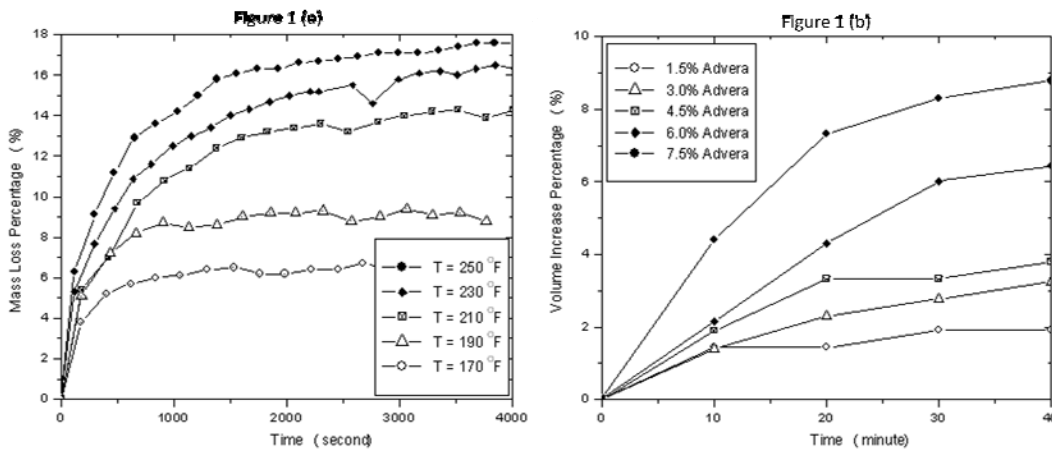 Figure 1 (a)
Mass Loss Percentage ( % )
18
16
14
12
10
8
6
4
2
0
T = 250 °F
T = 230 °F
T = 210 °F
T = 190 °F
T = 170 °F
0 1000 2000 3000 4000
Time ( second)
Figure 1 (b)
Volume Increase Percentage ( % )
10
8
6
4
2
0
1.5% Advera
3.0% Advera
4.5% Advera
6.0% Advera
7.5% Advera
0 10 20 30 40
Time ( minute)